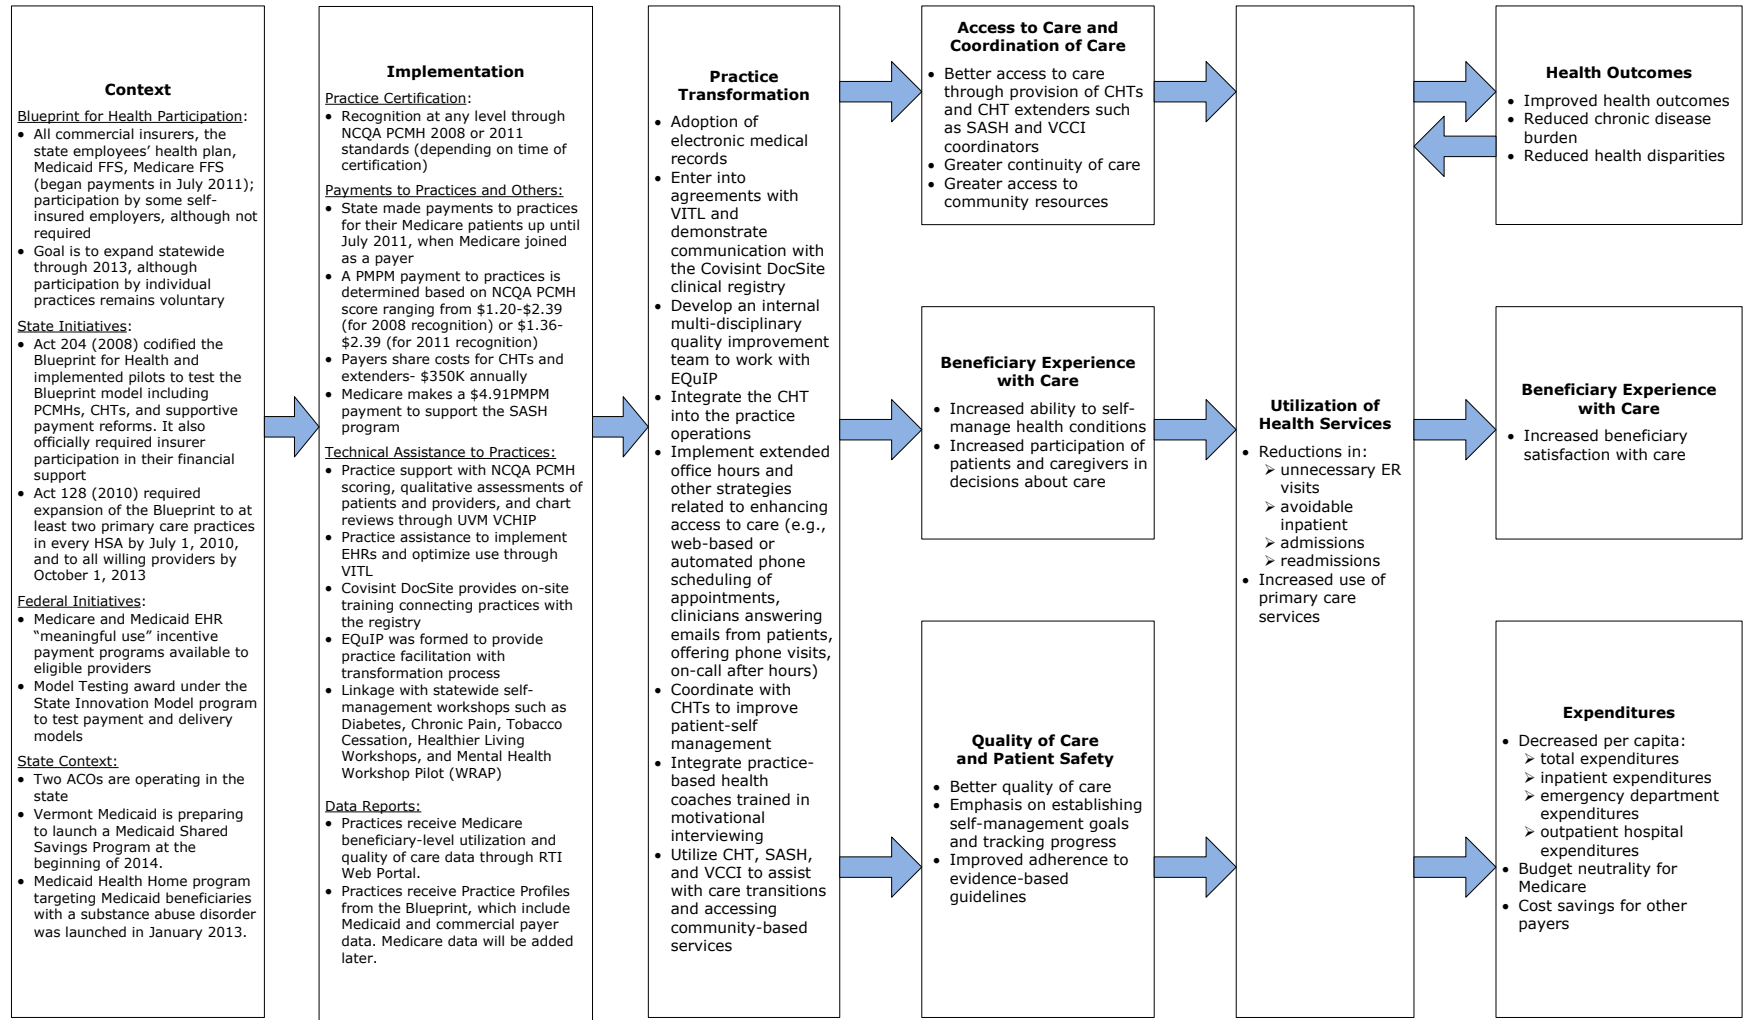 Context
Blueprint for Health Participation:
• All commercial insurers, the
state employees' health plan,
Medicaid FFS, Medicare FFS
(began payments in July 2011);
participation by some self-
insured employers, although not
required
• Goal is to expand statewide
through 2013, although
participation by individual
practices remains voluntary
State Initiatives:
• Act 204 (2008) codified the
Blueprint for Health and
implemented pilots to test the
Blueprint model including
PCMHs, CHTs, and supportive
payment reforms. It also
officially required insurer
participation in their financial
support
• Act 128 (2010) required
expansion of the Blueprint to at
least two primary care practices
in every HSA by July 1, 2010,
and to all willing providers by
October 1, 2013
Federal Initiatives:
• Medicare and Medicaid EHR
“meaningful use” incentive
payment programs available to
eligible providers
• Model Testing award under the
State Innovation Model program
to test payment and delivery
models
State Context:
• Two ACOs are operating in the
state
• Vermont Medicaid is preparing
to launch a Medicaid Shared
Savings Program at the
beginning of 2014.
• Medicaid Health Home program
targeting Medicaid beneficiaries
with a substance abuse disorder
was launched in January 2013.
Implementation
Practice Certification:
• Recognition at any level through
NCQA PCMH 2008 or 2011
standards (depending on time of
certification)
Payments to Practices and Others:
• State made payments to practices
for their Medicare patients up until
July 2011, when Medicare joined
as a payer
• A PMPM payment to practices is
determined based on NCQA PCMH
score ranging from $1.20-$2.39
(for 2008 recognition) or $1.36-
$2.39 (for 2011 recognition)
• Payers share costs for CHTs and
extenders- $350K annually
• Medicare makes a $4.91PMPM
payment to support the SASH
program
Technical Assistance to Practices:
• Practice support with NCQA PCMH
scoring, qualitative assessments of
patients and providers, and chart
reviews through UVM VCHIP
• Practice assistance to implement
EHRs and optimize use through
VITL
• Covisint DocSite provides on-site
training connecting practices with
the registry
• EQuIP was formed to provide
practice facilitation with
transformation process
• Linkage with statewide self-
management workshops such as
Diabetes, Chronic Pain, Tobacco
Cessation, Healthier Living
Workshops, and Mental Health
Workshop Pilot (WRAP)
Data Reports:
• Practices receive Medicare
beneficiary-level utilization and
quality of care data through RTI
Web Portal.
• Practices receive Practice Profiles
from the Blueprint, which include
Medicaid and commercial payer
data. Medicare data will be added
later.
Practice
Transformation
• Adoption of
electronic medical
records
• Enter into
agreements with
VITL and
demonstrate
communication with
the Covisint DocSite
clinical registry
• Develop an internal
multi-disciplinary
quality improvement
team to work with
EQuIP
• Integrate the CHT
into the practice
operations
• Implement extended
office hours and
other strategies
related to enhancing
access to care (e.g.,
web-based or
automated phone
scheduling of
appointments,
clinicians answering
emails from patients,
offering phone visits,
on-call after hours)
• Coordinate with
CHTs to improve
patient-self
management
• Integrate practice-
based health
coaches trained in
motivational
interviewing
• Utilize CHT, SASH,
and VCCI to assist
with care transitions
and accessing
community-based
services
Access to Care and
Coordination of Care
• Better access to care
through provision of CHTs
and CHT extenders such
as SASH and VCCI
coordinators
• Greater continuity of care
• Greater access to
community resources
Beneficiary Experience
with Care
• Increased ability to self-
manage health conditions
• Increased participation of
patients and caregivers in
decisions about care
Quality of Care
and Patient Safety
• Better quality of care
• Emphasis on establishing
self-management goals
and tracking progress
• Improved adherence to
evidence-based
guidelines
Utilization of
Health Services
• Reductions in:
➢ unnecessary ER
visits
➢ avoidable
inpatient
➢ admissions
➢ readmissions
• Increased use of
primary care
services
Health Outcomes
• Improved health outcomes
• Reduced chronic disease
burden
• Reduced health disparities
Beneficiary Experience
with Care
• Increased beneficiary
satisfaction with care
Expenditures
• Decreased per capita:
➢ total expenditures
➢ inpatient expenditures
➢ emergency department
expenditures
➢ outpatient hospital
expenditures
• Budget neutrality for
Medicare
• Cost savings for other
payers